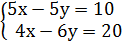 5x − 5y = 10
4x − 6y = 20